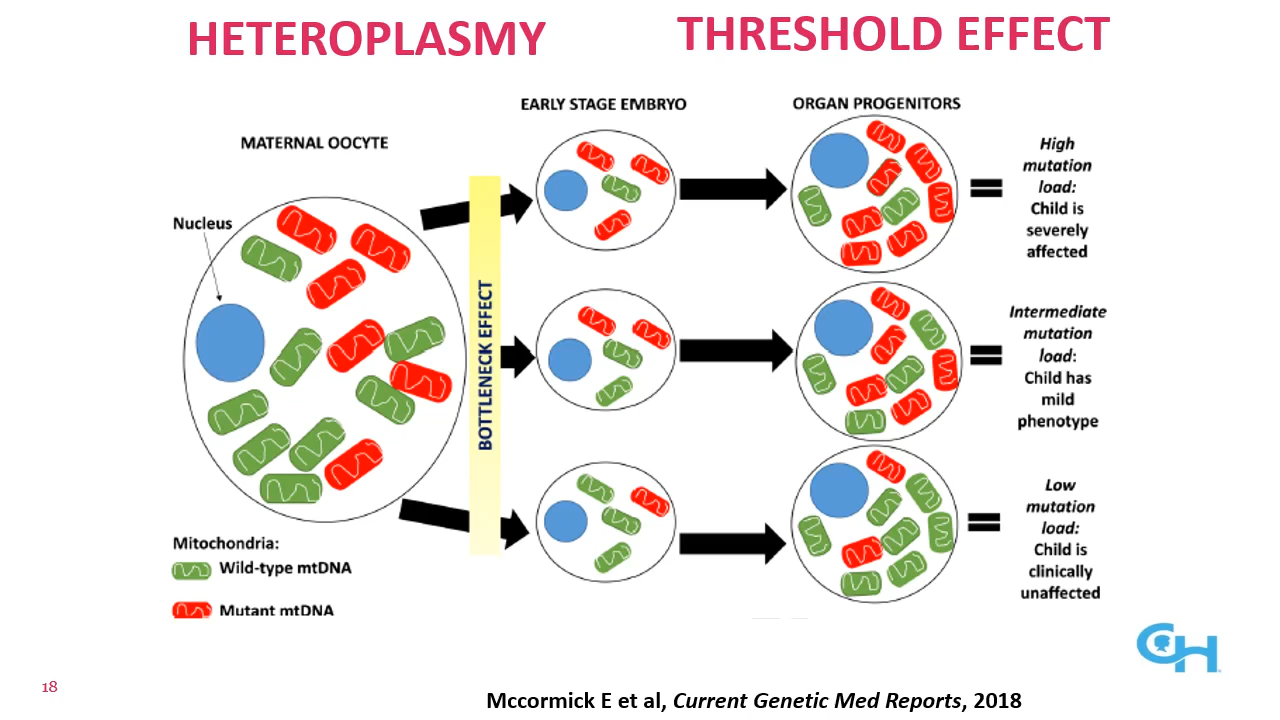 HETEROPLASMY
THRESHOLD EFFECT
EARLY STAGE EMBRYO
ORGAN PROGENITORS
MATERNAL OOCYTE
Nucleus
BOTTLENECK EFFECT
High
mutation
load:
Child is
severely
affected
Intermediate
mutation
load:
Child has
mild
phenotype
Low
mutation
load:
Child is
clinically
unaffected
Mitochondria:
Wild-type mtDNA
Mutant mtDNA
CH
18
Mccormick E et al, Current Genetic Med Reports, 2018